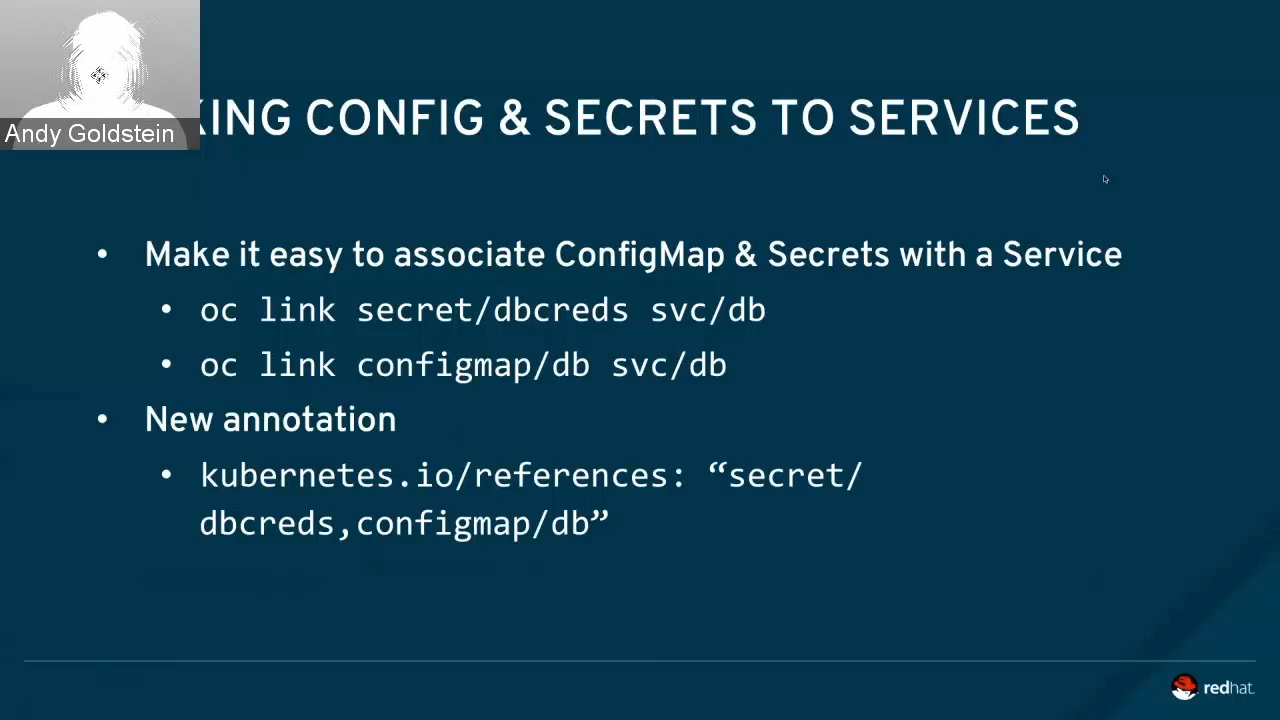 Andy Goldstein
KING CONFIG & SECRETS TO SERVICES
• Make it easy to associate ConfigMap & Secrets with a Service
• oc link secret/dbcreds svc/db
• oc link configmap/db svc/db
• New annotation
• kubernetes.io/references: “secret/
dbcreds,configmap/db”
redhat.